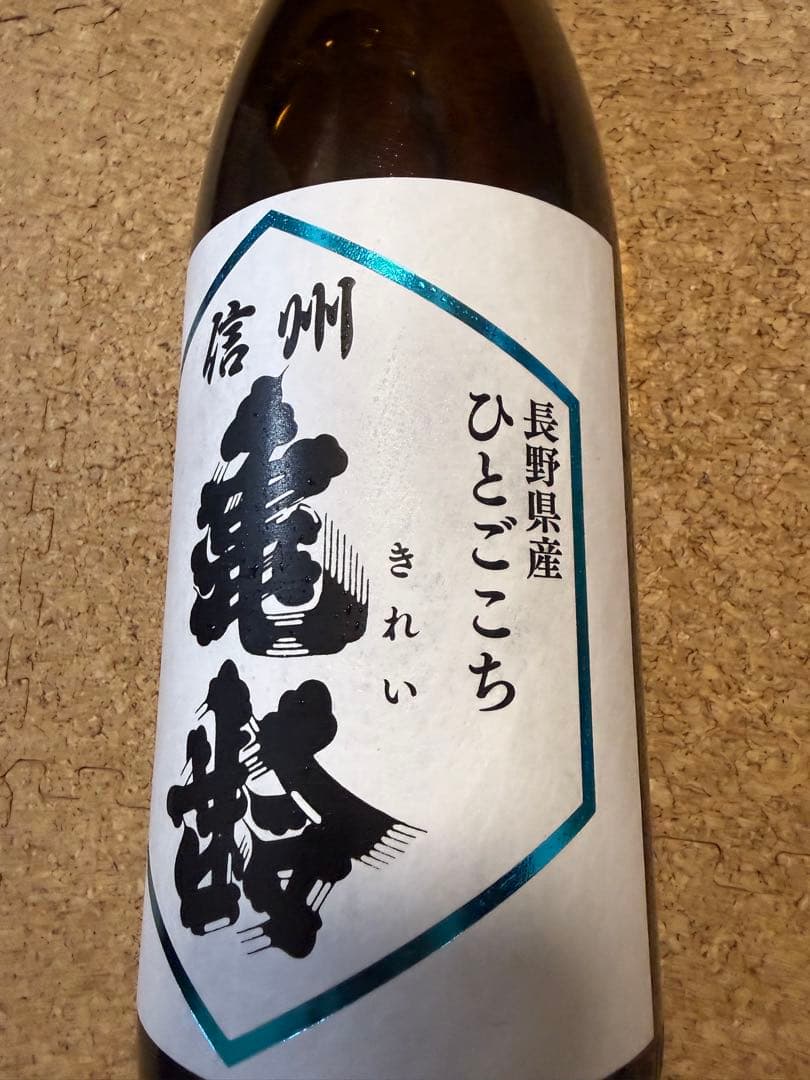 長野県産
ひとごこち
信州
亀齢
きれい